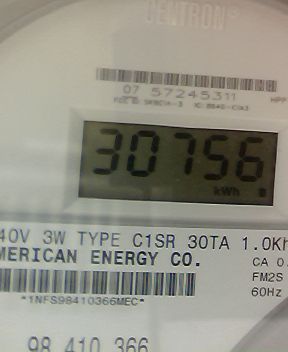 CENTRON®
07 57245311
30756
kWh
40V 3W TYPE C1SR 30TA 1.0Kh
MERICAN ENERGY CO.
CA 0.
FM2S
60Hz
*1NFS98410366MEC*
98 410 366